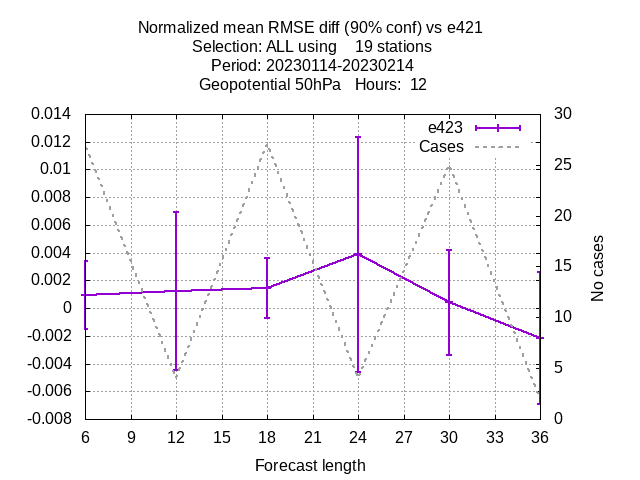 Normalized mean RMSE diff (90% conf) vs e421
Selection: ALL using    19 stations
Period: 20230114-20230214
Geopotential 50hPa   Hours:  12
0.014
0.012
0.01
0.008
0.006
0.004
0.002
0
-0.002
-0.004
-0.006
-0.008
e423
Cases
30
25
20
15
10
5
0
No cases
6 9 12 15 18 21 24 27 30 33 36
Forecast length